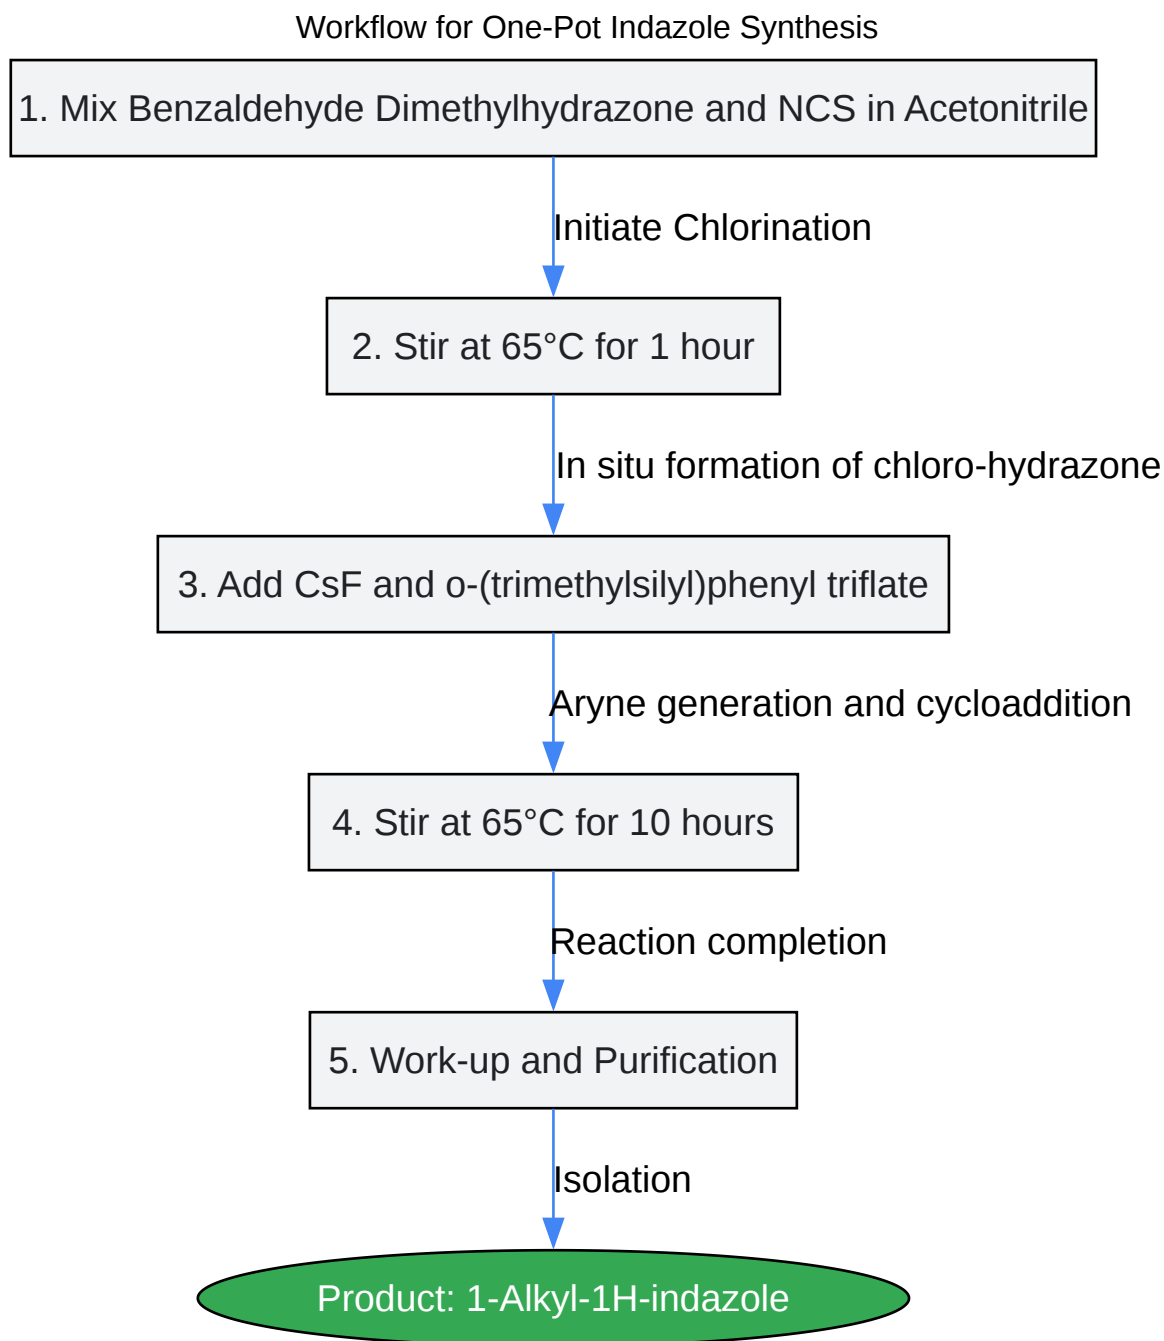 Workflow for One-Pot Indazole Synthesis
1. Mix Benzaldehyde Dimethylhydrazone and NCS in Acetonitrile
Initiate Chlorination
2. Stir at 65°C for 1 hour
In situ formation of chloro-hydrazone
3. Add CsF and o-(trimethylsilyl)phenyl triflate
Aryne generation and cycloaddition
4. Stir at 65°C for 10 hours
Reaction completion
5. Work-up and Purification
Isolation
Product: 1-Alkyl-1H-indazole